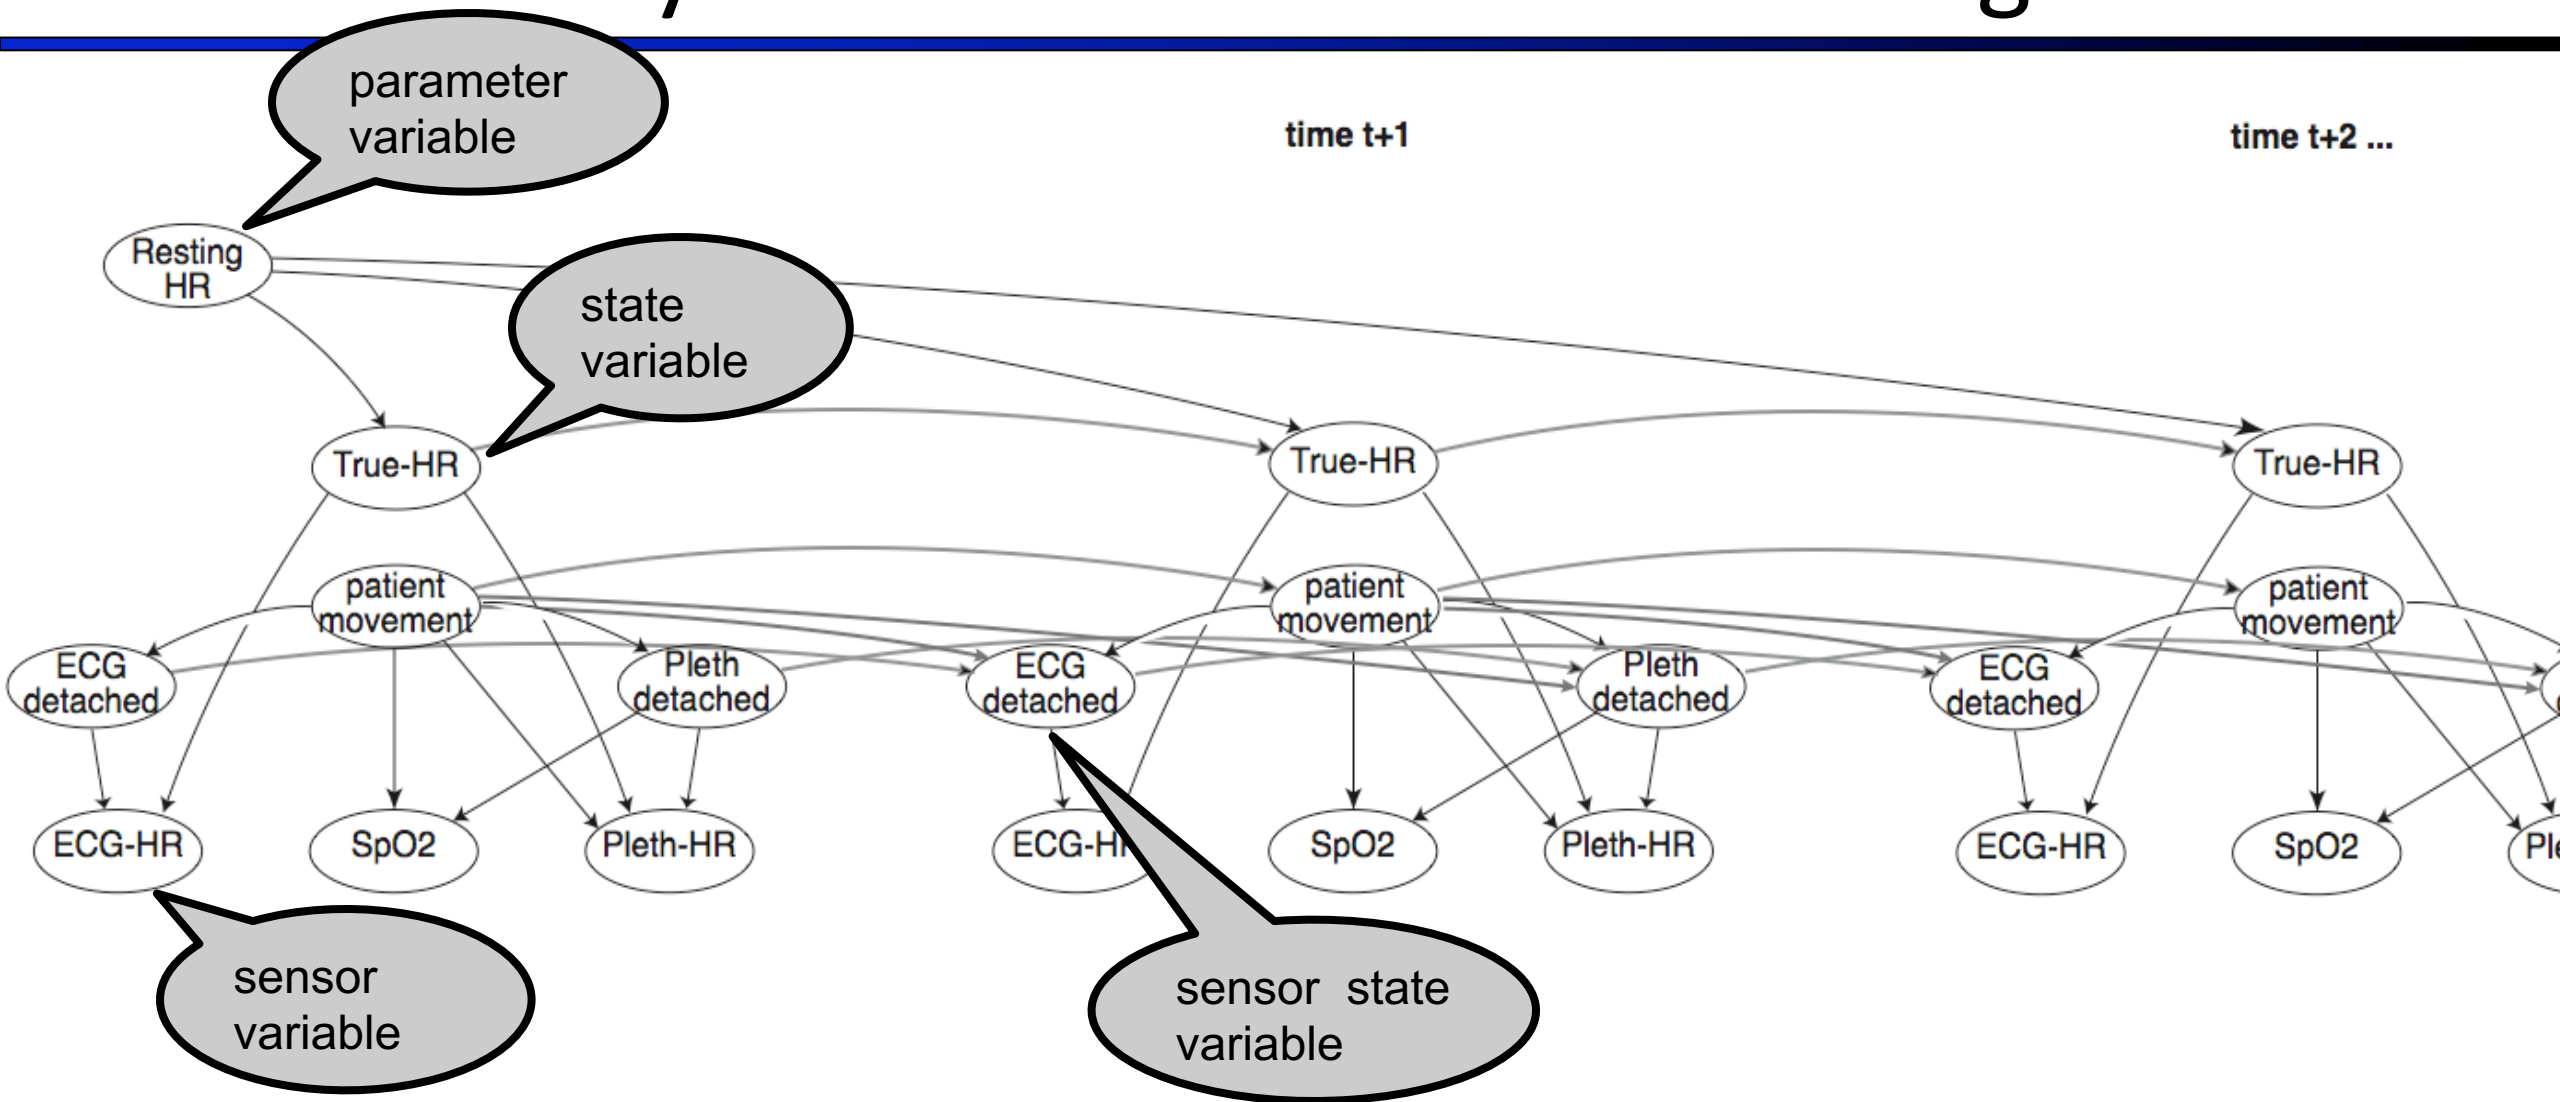 parameter
variable
time t+1
time t+2 ...
Resting
HR
state
variable
True-HR
True-HR
True-HR
patient
movement
patient
movement
patient
movement
ECG
detached
Pleth
detached
ECG
detached
Pleth
detached
ECG
detached
ECG-HR
SpO2
Pleth-HR
SpO2
Pleth-HR
ECG-HR
SpO2
sensor
variable
sensor state
variable